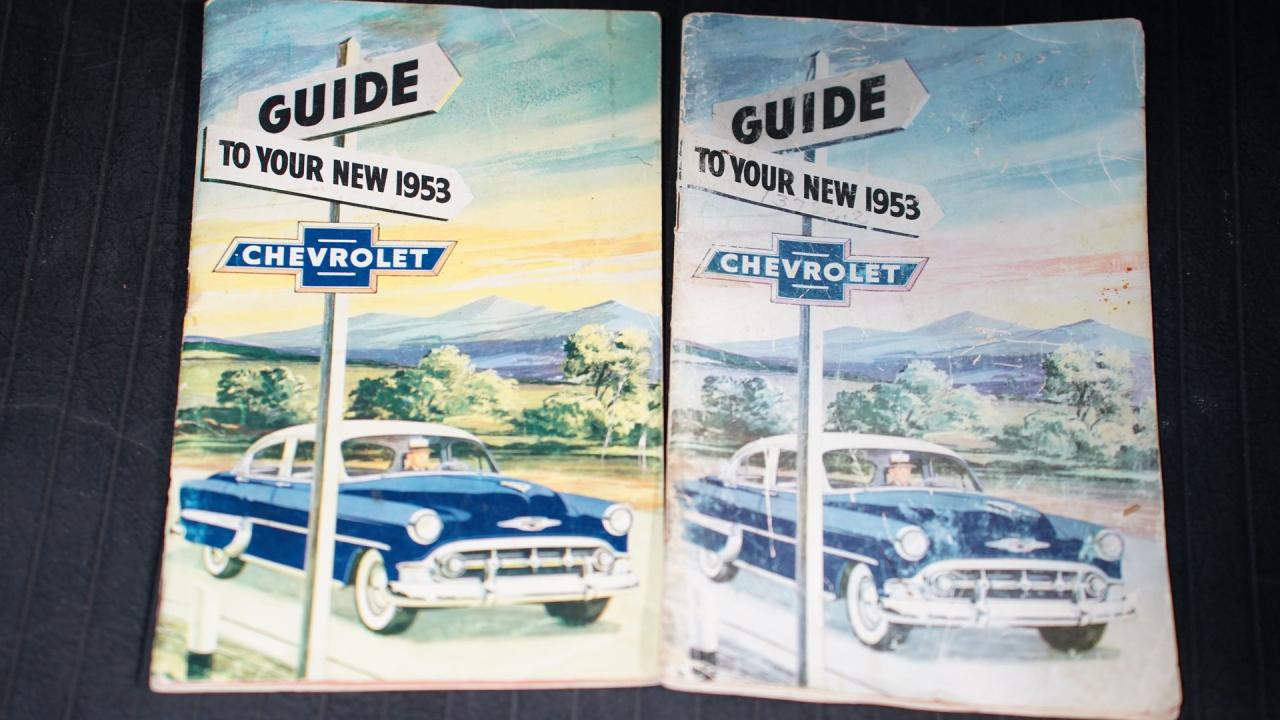 GUIDE
TO YOUR NEW 1953
CHEVROLET
GUIDE
TO YOUR NEW 1953
CHEVROLET